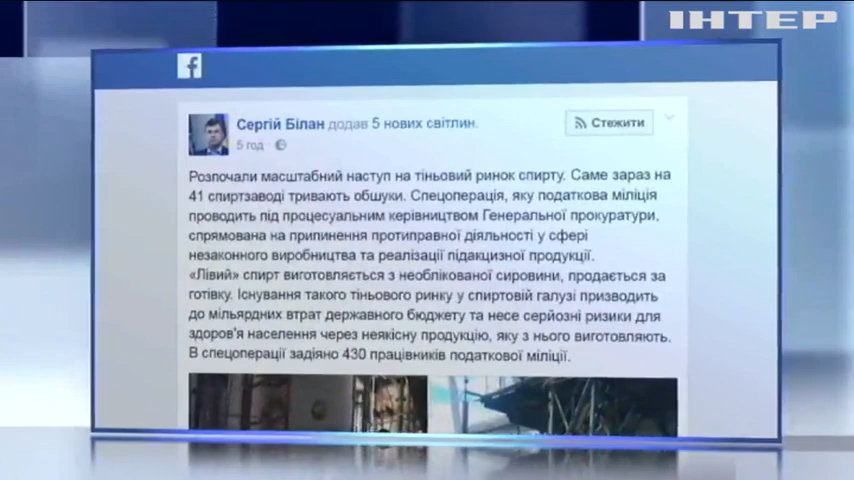 ІНТЕР
f
Сергій Білан додав 5 нових світлин.
Стежити
5 год ·
Розпочали масштабний наступ на тіньовий ринок спирту. Саме зараз на
41 спиртзаводі тривають обшуки. Спецоперація, яку податкова міліція
проводить під процесуальним керівництвом Генеральної прокуратури,
спрямована на припинення протиправної діяльності у сфері
незаконного виробництва та реалізації підакцизної продукції.
«Лівий» спирт виготовляється з необлікованої сировини, продається за
готівку. Існування такого тіньового ринку у спиртовій галузі призводить
до мільярдних втрат державного бюджету та несе серйозні ризики для
здоров'я населення через неякісну продукцію, яку з нього виготовляють.
В спецоперації задіяно 430 працівників податкової міліції.